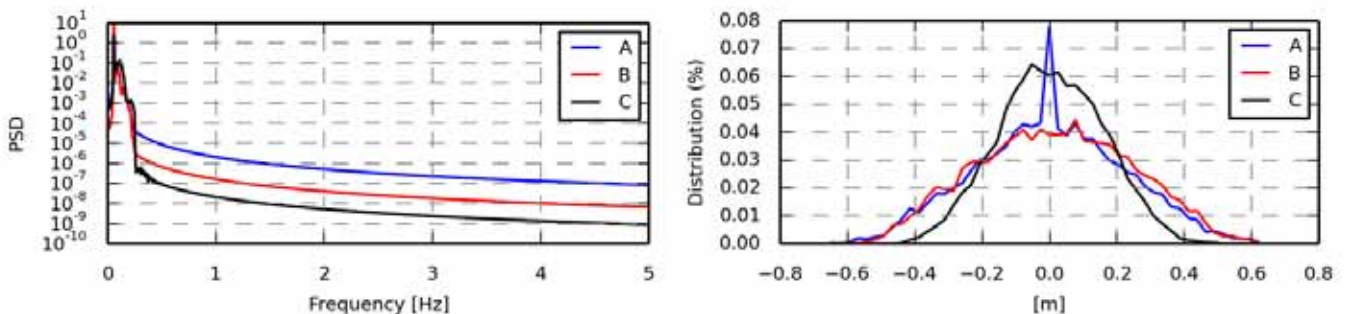 10^1
10^0
10^-1
10^-2
10^-3
10^-4
10^-5
10^-6
10^-7
10^-8
10^-9
10^-10
PSD
0 1 2 3 4 5
Frequency [Hz]
A
B
C
0.08
0.07
0.06
0.05
0.04
0.03
0.02
0.01
0.00
Distribution (%)
−0.8 −0.6 −0.4 −0.2 0.0 0.2 0.4 0.6 0.8
[m]
A
B
C